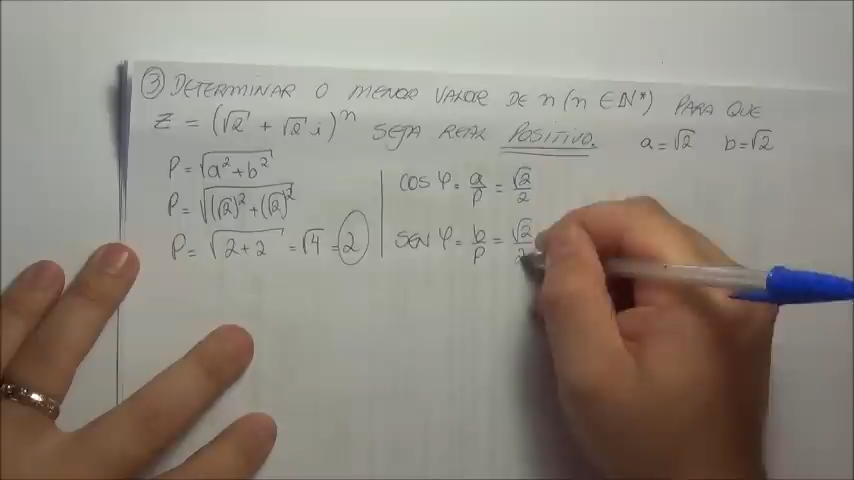 ③ DETERMINAR O MENOR VALOR DE n (n ∈ N*) PARA QUE
Z = (√2 + √2 i)^n SEJA REAL POSITIVO. a = √2 b = √2
P = √(a² + b²)
P = √((√2)² + (√2)²)
P = √(2 + 2) = √4 = 2
COS φ = a/P = √2/2
SEN φ = b/P = √2/2